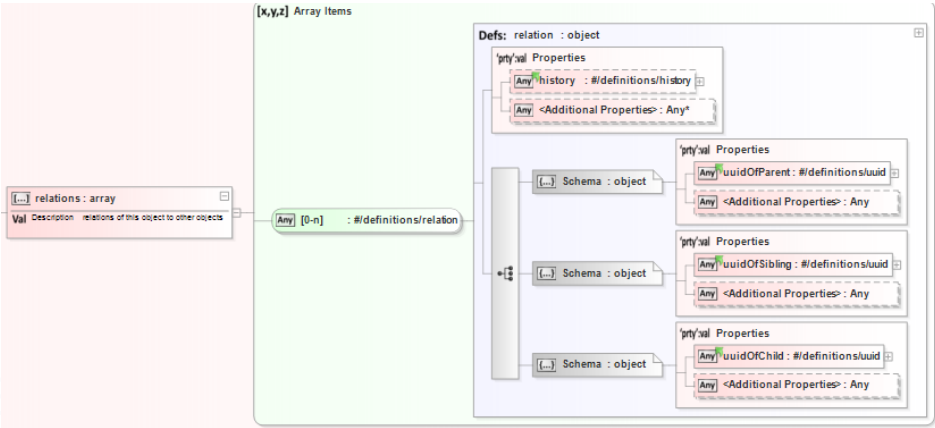 [x,y,z] Array Items
Defs: relation : object
'prty':val Properties
Any history : #/definitions/history
Any <Additional Properties> : Any*
'prty':val Properties
{...} Schema : object
Any uuidOfParent : #/definitions/uuid
[...] relations : array
Any <Additional Properties> : Any
Val Description relations of this object to other objects
Any [0-n] : #/definitions/relation
'prty':val Properties
{...} Schema : object
Any uuidOfSibling : #/definitions/uuid
Any <Additional Properties> : Any
'prty':val Properties
{...} Schema : object
Any uuidOfChild : #/definitions/uuid
Any <Additional Properties> : Any